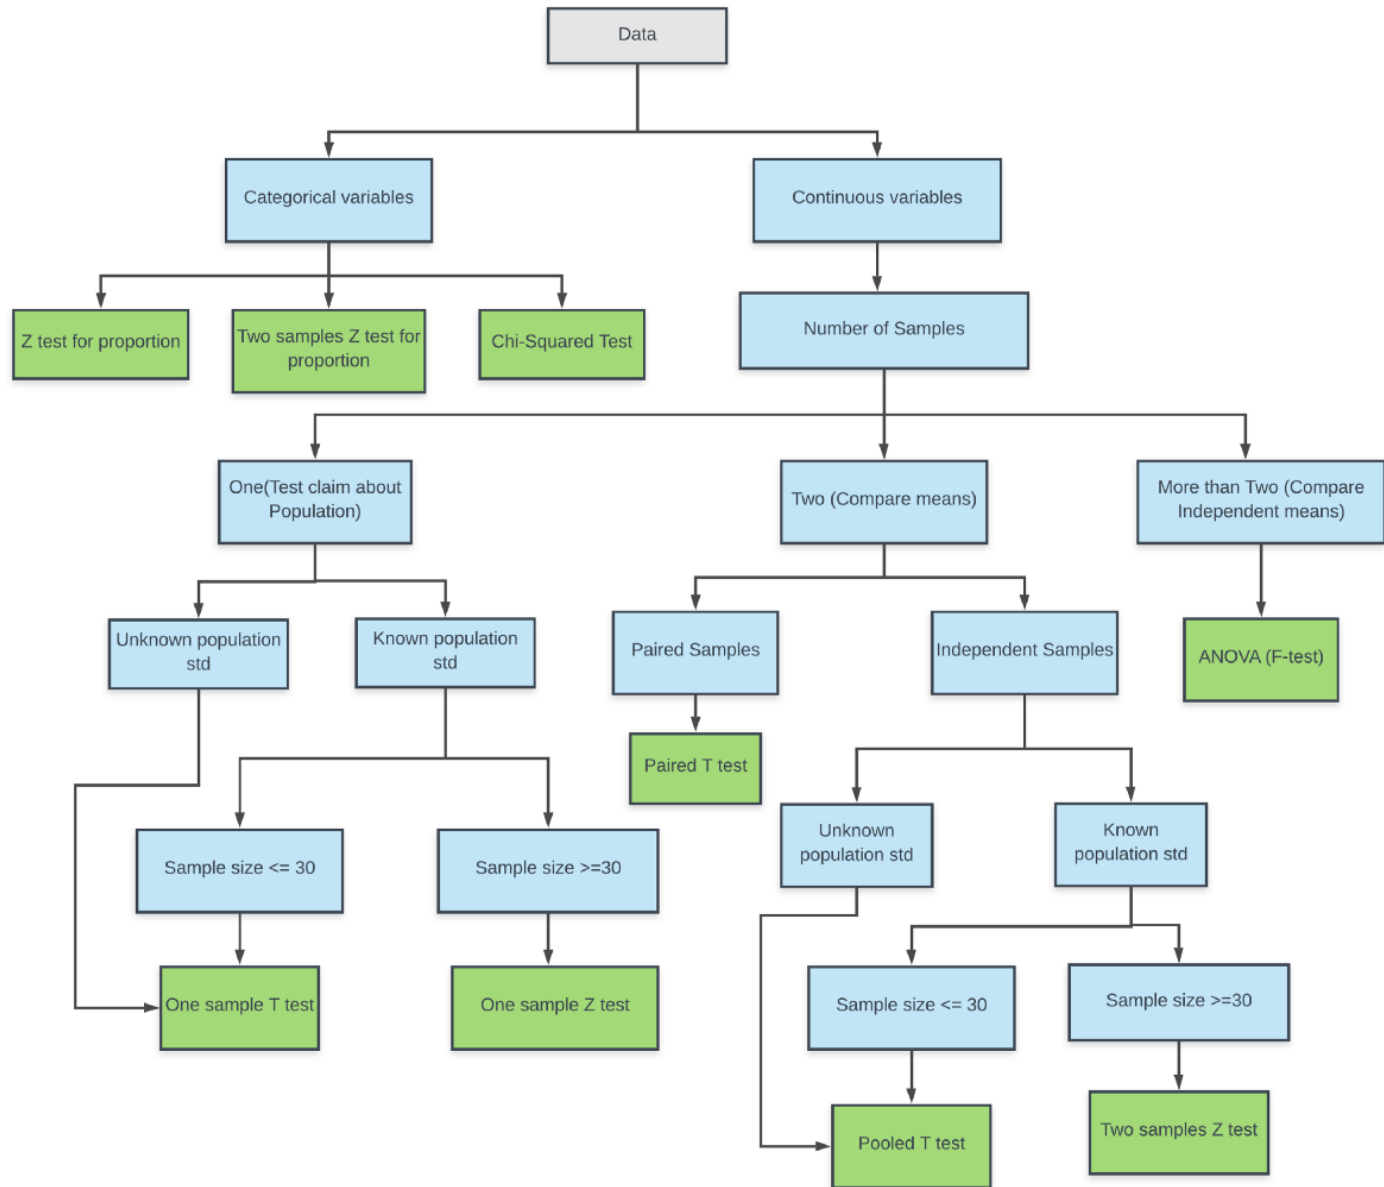 Data
Categorical variables
Continuous variables
Number of Samples
Z test for proportion
Two samples Z test for
proportion
Chi-Squared Test
One(Test claim about
Population)
Two (Compare means)
More than Two (Compare
Independent means)
Unknown population
std
Known population
std
Paired Samples
Independent Samples
ANOVA (F-test)
Paired T test
Unknown
population std
Known
population std
Sample size <= 30
Sample size >=30
One sample T test
One sample Z test
Sample size <= 30
Sample size >=30
Pooled T test
Two samples Z test